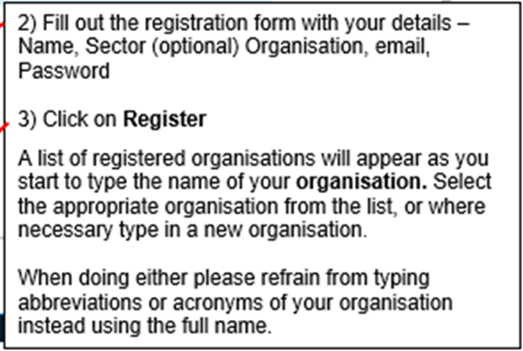 2) Fill out the registration form with your details –
Name, Sector (optional) Organisation, email,
Password
3) Click on Register
A list of registered organisations will appear as you
start to type the name of your organisation. Select
the appropriate organisation from the list, or where
necessary type in a new organisation.
When doing either please refrain from typing
abbreviations or acronyms of your organisation
instead using the full name.